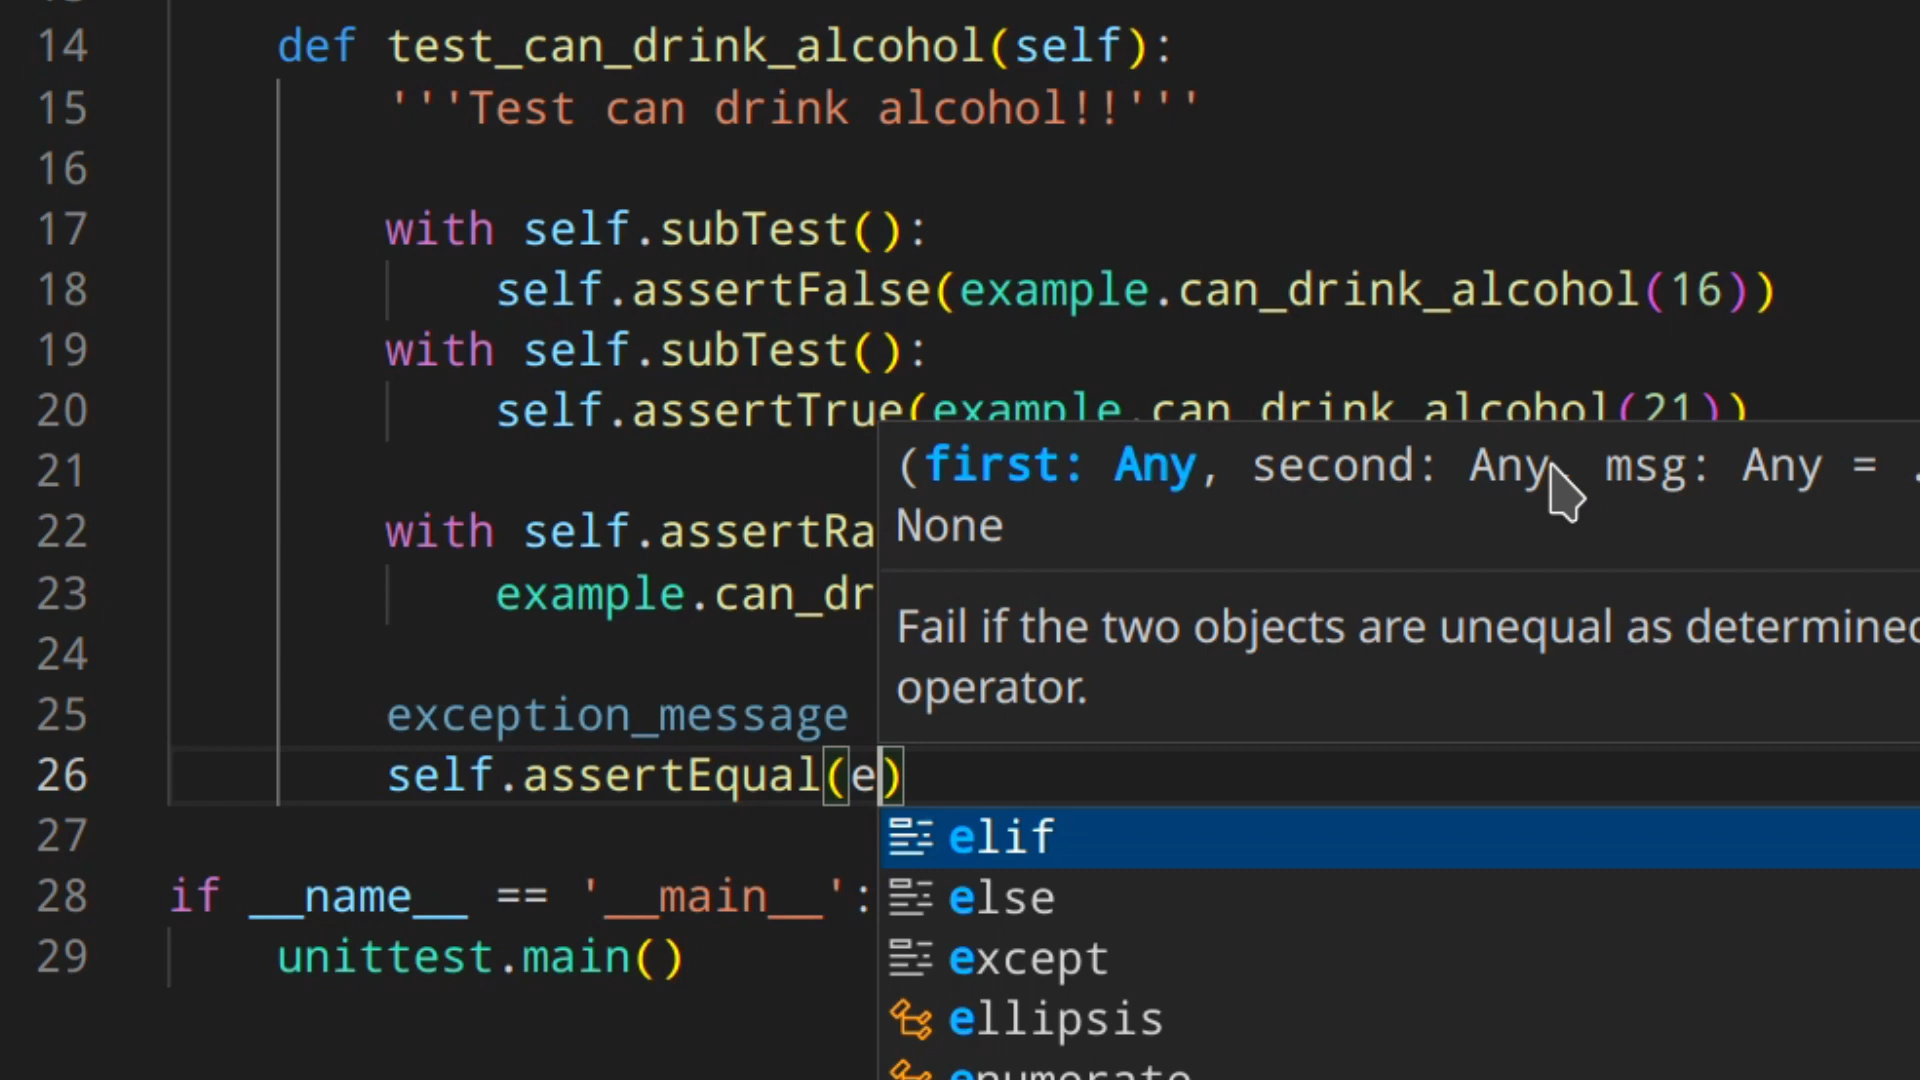 14 def test_can_drink_alcohol(self):
15 '''Test can drink alcohol!!'''
16
17 with self.subTest():
18 self.assertFalse(example.can_drink_alcohol(16))
19 with self.subTest():
20 self.assertTrue(example.can_drink_alcohol(21))
21
(first: Any, second: Any, msg: Any = .
22 with self.assertRa
None
23 example.can_dr
Fail if the two objects are unequal as determined
24
operator.
25 exception_message
26 self.assertEqual(e)
27
elif
28 if __name__ == '__main__':
else
29 unittest.main()
except
ellipsis
enumerate